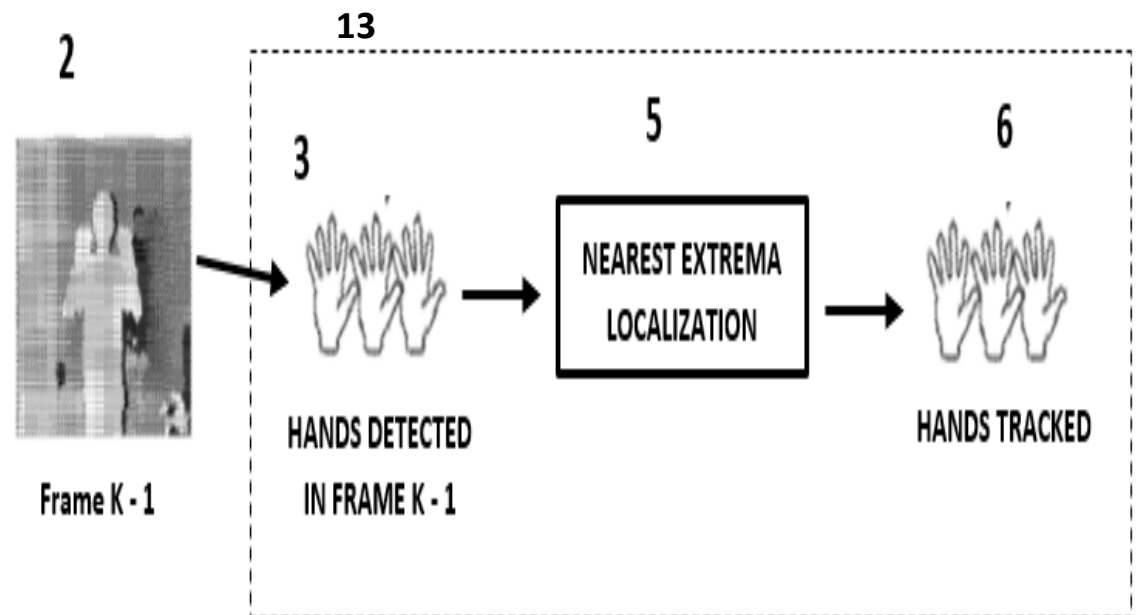 13
2
3
5
6
NEAREST EXTREMA
LOCALIZATION
HANDS DETECTED
IN FRAME K - 1
HANDS TRACKED
Frame K - 1